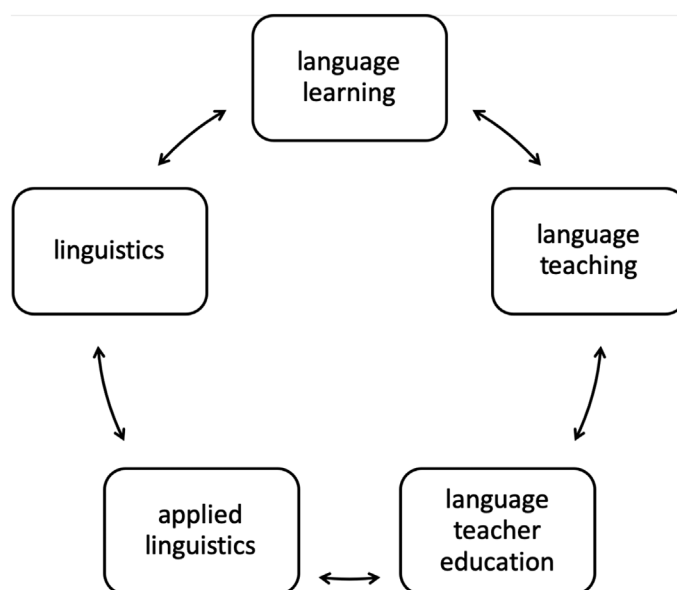 language
learning
linguistics
language
teaching
applied
linguistics
language
teacher
education